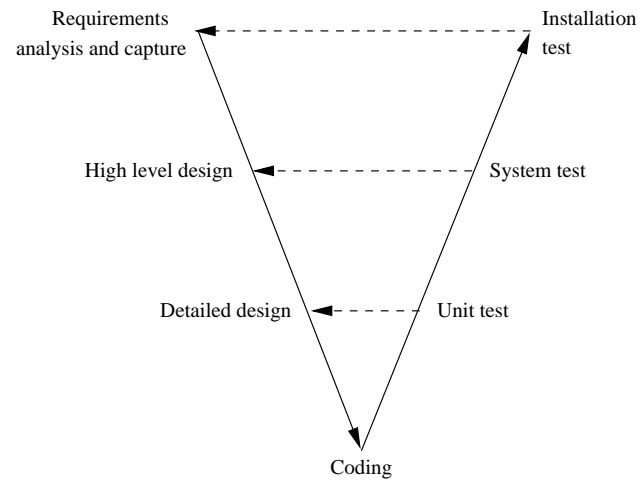 Requirements
analysis and capture
Installation
test
High level design
System test
Detailed design
Unit test
Coding